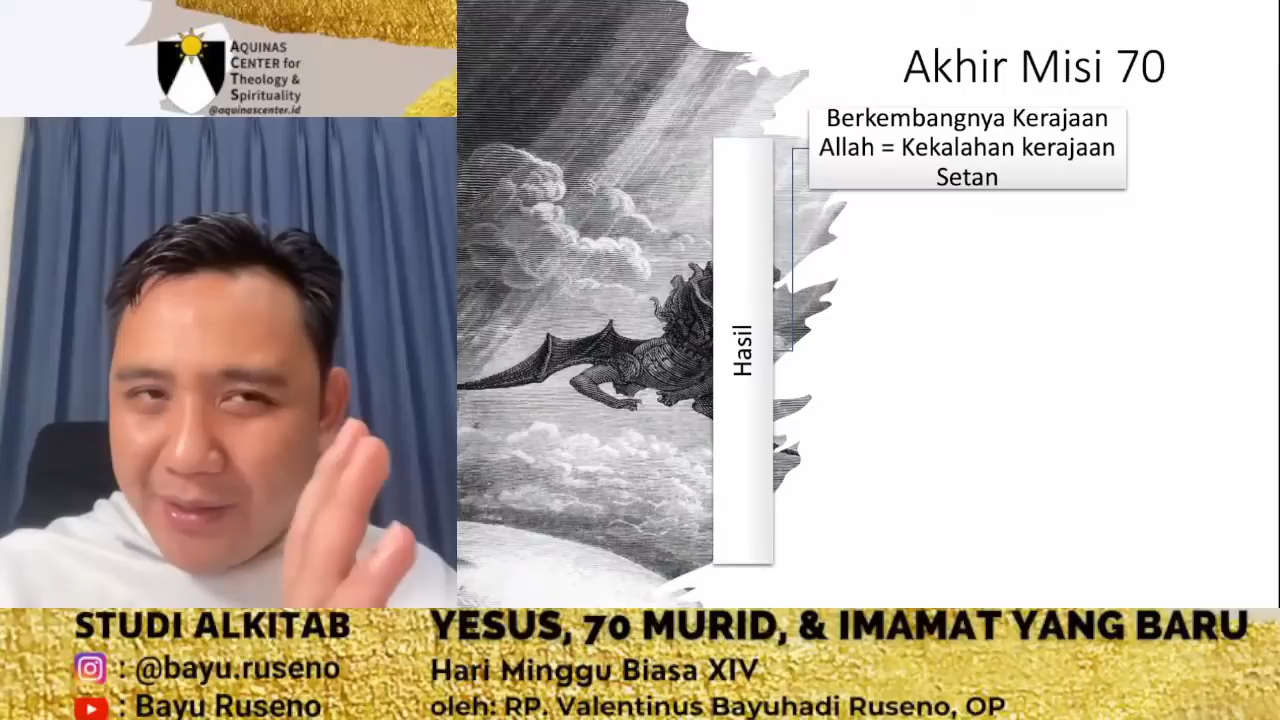 AQUINAS
CENTER for
Theology &
Spirituality
@aquinascenter.id
Akhir Misi 70
Berkembangnya Kerajaan
Allah = Kekalahan kerajaan
Setan
Hasil
STUDI ALKITAB
: @bayu.ruseno
: Bayu Ruseno
YESUS, 70 MURID, & IMAMAT YANG BARU
Hari Minggu Biasa XIV
oleh: RP. Valentinus Bayuhadi Ruseno, OP